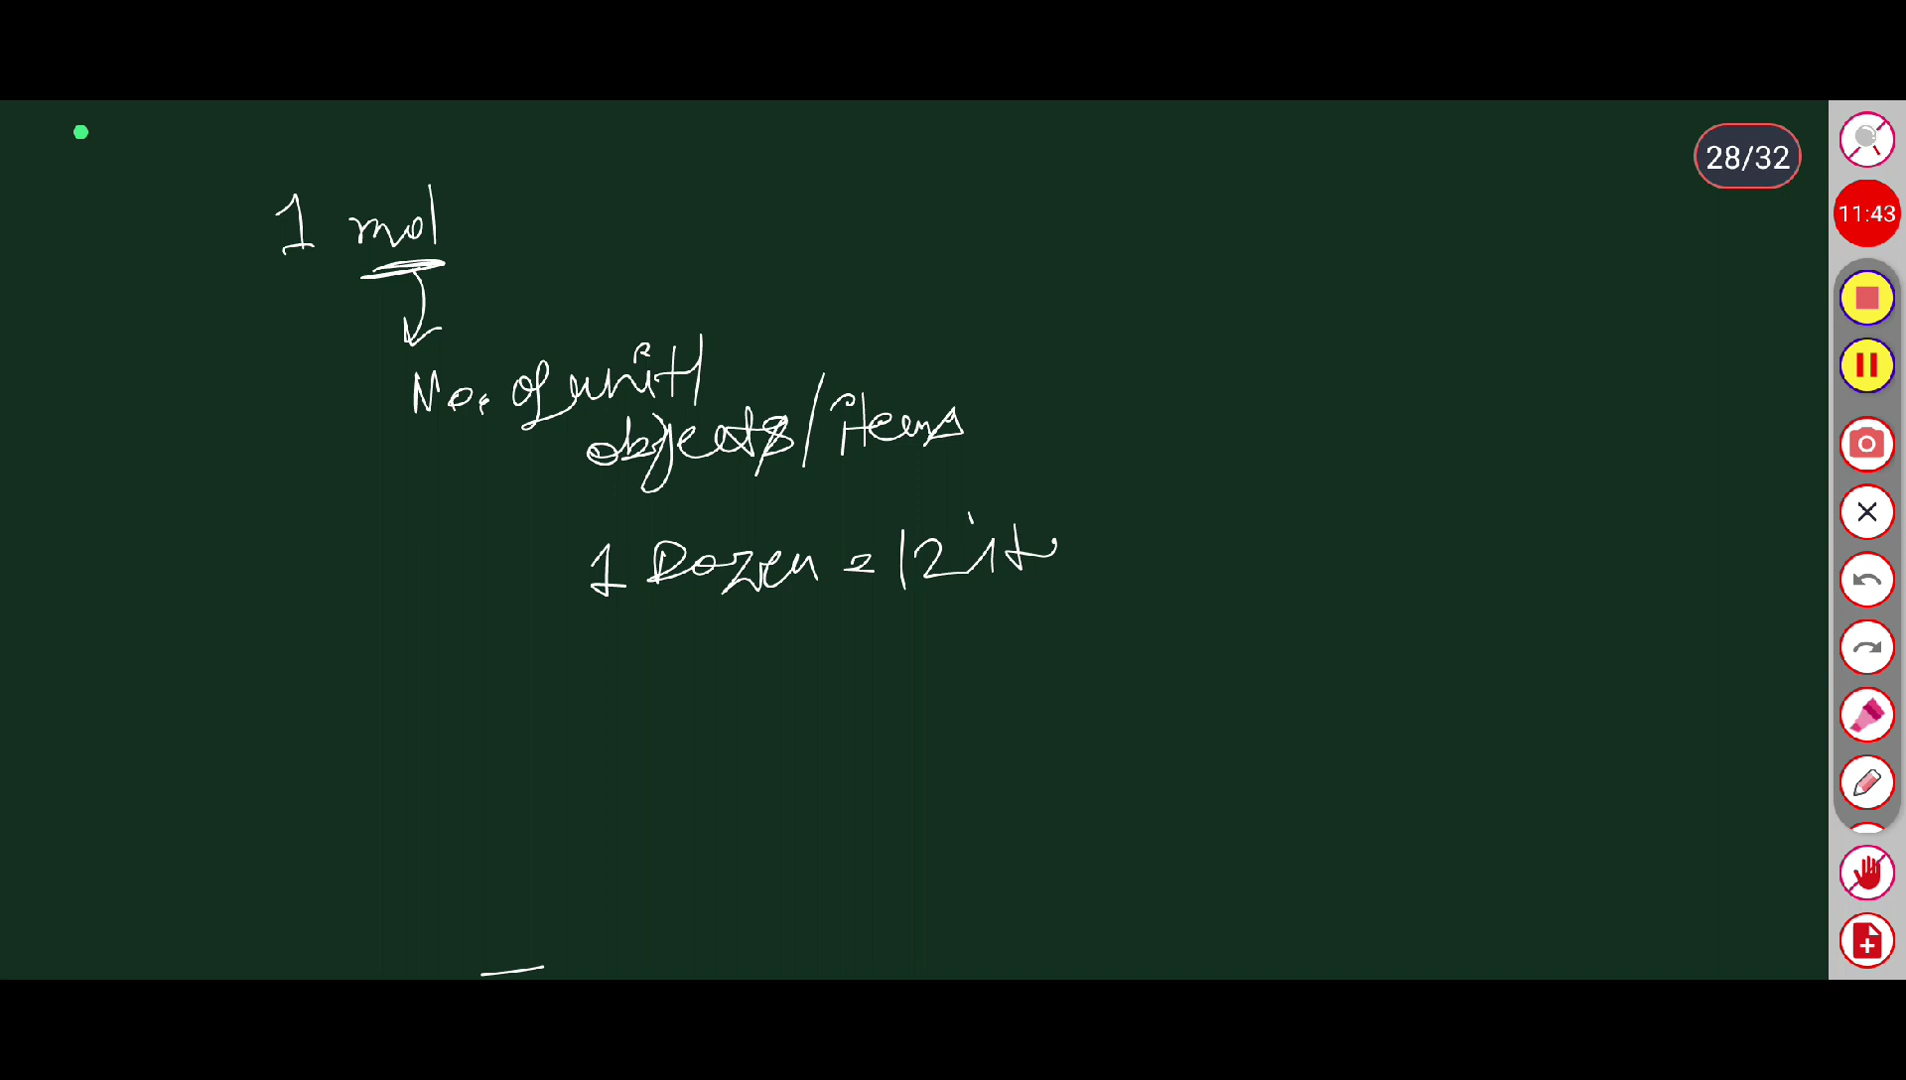 28/32
11:43
1 mol
No. of unit
objects/items
1 Dozen = 12 it